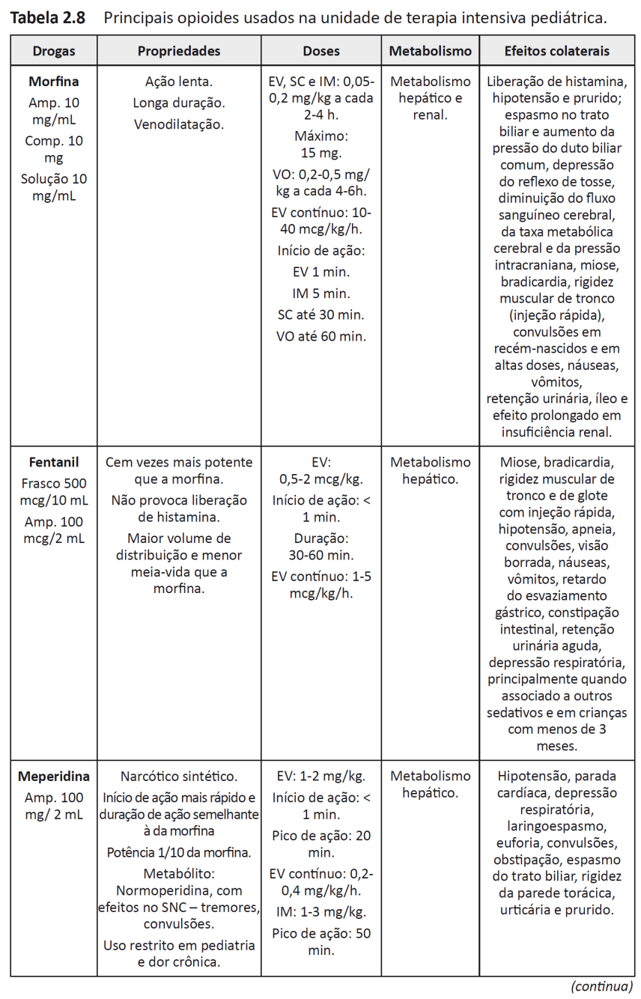 Tabela 2.8 Principais opioides usados na unidade de terapia intensiva pediátrica.
Drogas Propriedades Doses Metabolismo Efeitos colaterais
Morfina
Amp. 10
mg/mL
Comp. 10
mg
Solução 10
mg/mL
Ação lenta.
Longa duração.
Venodilatação.
EV, SC e IM: 0,05-
0,2 mg/kg a cada
2-4 h.
Máximo:
15 mg.
VO: 0,2-0,5 mg/
kg a cada 4-6h.
EV contínuo: 10-
40 mcg/kg/h.
Início de ação:
EV 1 min.
IM 5 min.
SC até 30 min.
VO até 60 min.
Metabolismo
hepático e
renal.
Liberação de histamina,
hipotensão e prurido;
espasmo no trato
biliar e aumento da
pressão do duto biliar
comum, depressão
do reflexo de tosse,
diminuição do fluxo
sanguíneo cerebral,
da taxa metabólica
cerebral e da pressão
intracraniana, miose,
bradicardia, rigidez
muscular de tronco
(injeção rápida),
convulsões em
recém-nascidos e em
altas doses, náuseas,
vômitos,
retenção urinária, íleo e
efeito prolongado em
insuficiência renal.
Fentanil
Frasco 500
mcg/10 mL
Amp. 100
mcg/2 mL
Cem vezes mais potente
que a morfina.
Não provoca liberação
de histamina.
Maior volume de
distribuição e menor
meia-vida que a
morfina.
EV:
0,5-2 mcg/kg.
Início de ação: <
1 min.
Duração:
30-60 min.
EV contínuo: 1-5
mcg/kg/h.
Metabolismo
hepático.
Miose, bradicardia,
rigidez muscular de
tronco e de glote
com injeção rápida,
hipotensão, apneia,
convulsões, visão
borrada, náuseas,
vômitos, retardo
do esvaziamento
gástrico, constipação
intestinal, retenção
urinária aguda,
depressão respiratória,
principalmente quando
associado a outros
sedativos e em crianças
com menos de 3
meses.
Meperidina
Amp. 100
mg/ 2 mL
Narcótico sintético.
Início de ação mais rápido e
duração de ação semelhante
à da morfina
Potência 1/10 da morfina.
Metabólito:
Normoperidina, com
efeitos no SNC – tremores,
convulsões.
Uso restrito em pediatria
e dor crônica.
EV: 1-2 mg/kg.
Início de ação: <
1 min.
Pico de ação: 20
min.
EV contínuo: 0,2-
0,4 mg/kg/h.
IM: 1-3 mg/kg.
Pico de ação: 50
min.
Metabolismo
hepático.
Hipotensão, parada
cardíaca, depressão
respiratória,
laringoespasmo,
euforia, convulsões,
obstipação, espasmo
do trato biliar, rigidez
da parede torácica,
urticária e prurido.
(continua)